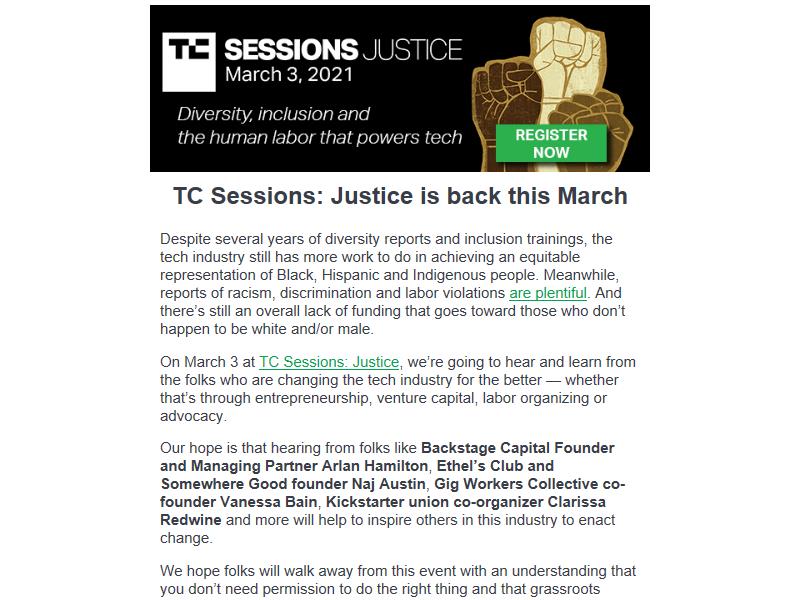 TC SESSIONS JUSTICE
March 3, 2021
Diversity, inclusion and
the human labor that powers tech
REGISTER
NOW
TC Sessions: Justice is back this March
Despite several years of diversity reports and inclusion trainings, the
tech industry still has more work to do in achieving an equitable
representation of Black, Hispanic and Indigenous people. Meanwhile,
reports of racism, discrimination and labor violations are plentiful. And
there’s still an overall lack of funding that goes toward those who don’t
happen to be white and/or male.
On March 3 at TC Sessions: Justice, we’re going to hear and learn from
the folks who are changing the tech industry for the better — whether
that’s through entrepreneurship, venture capital, labor organizing or
advocacy.
Our hope is that hearing from folks like Backstage Capital Founder
and Managing Partner Arlan Hamilton, Ethel’s Club and
Somewhere Good founder Naj Austin, Gig Workers Collective co-
founder Vanessa Bain, Kickstarter union co-organizer Clarissa
Redwine and more will help to inspire others in this industry to enact
change.
We hope folks will walk away from this event with an understanding that
you don’t need permission to do the right thing and that grassroots